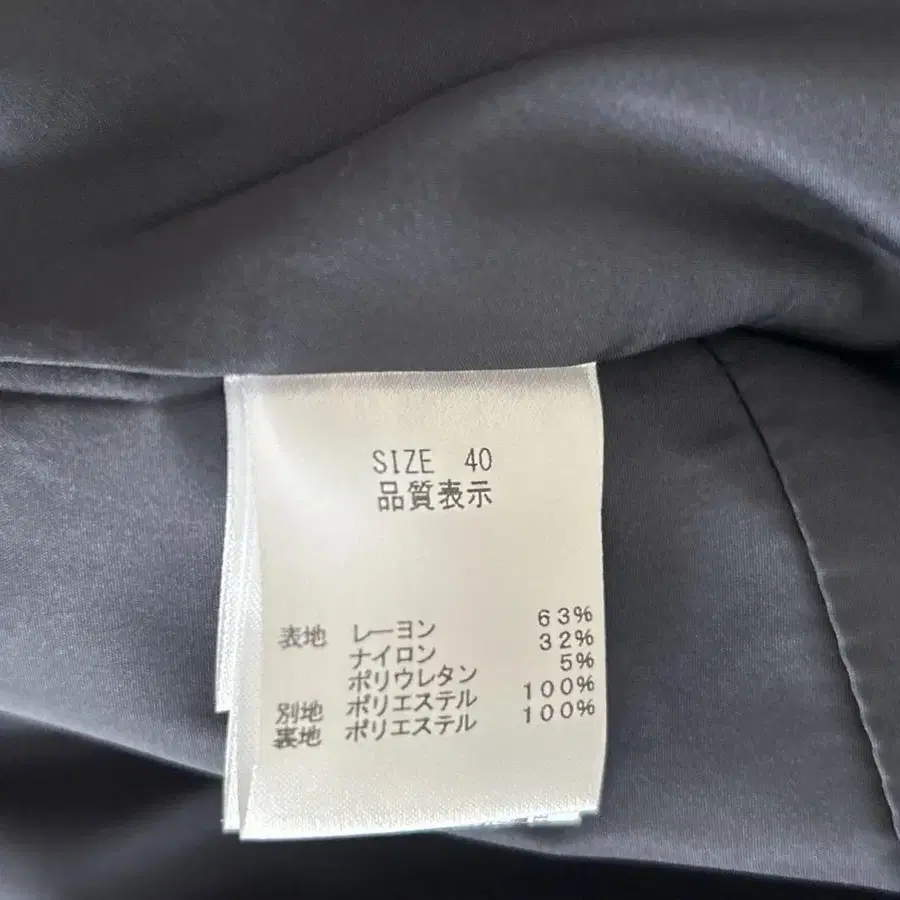 SIZE 40
品質表示
表地 レーヨン 63%
ナイロン 32%
ポリウレタン 5%
別地 ポリエステル 100%
裏地 ポリエステル 100%